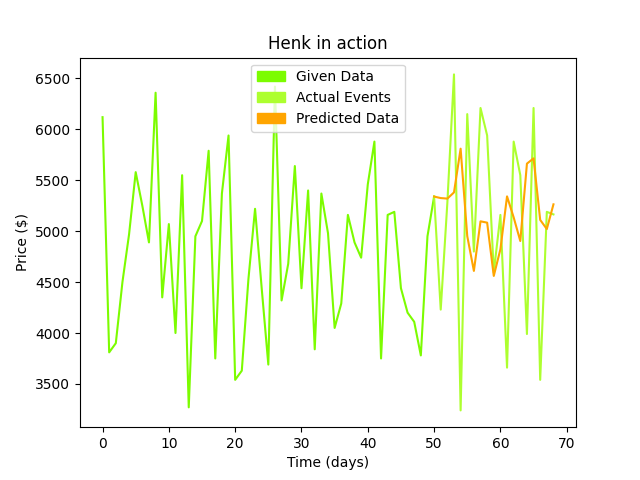 Henk in action
Given Data
Actual Events
Predicted Data
Price ($)
6500
6000
5500
5000
4500
4000
3500
0 10 20 30 40 50 60 70
Time (days)